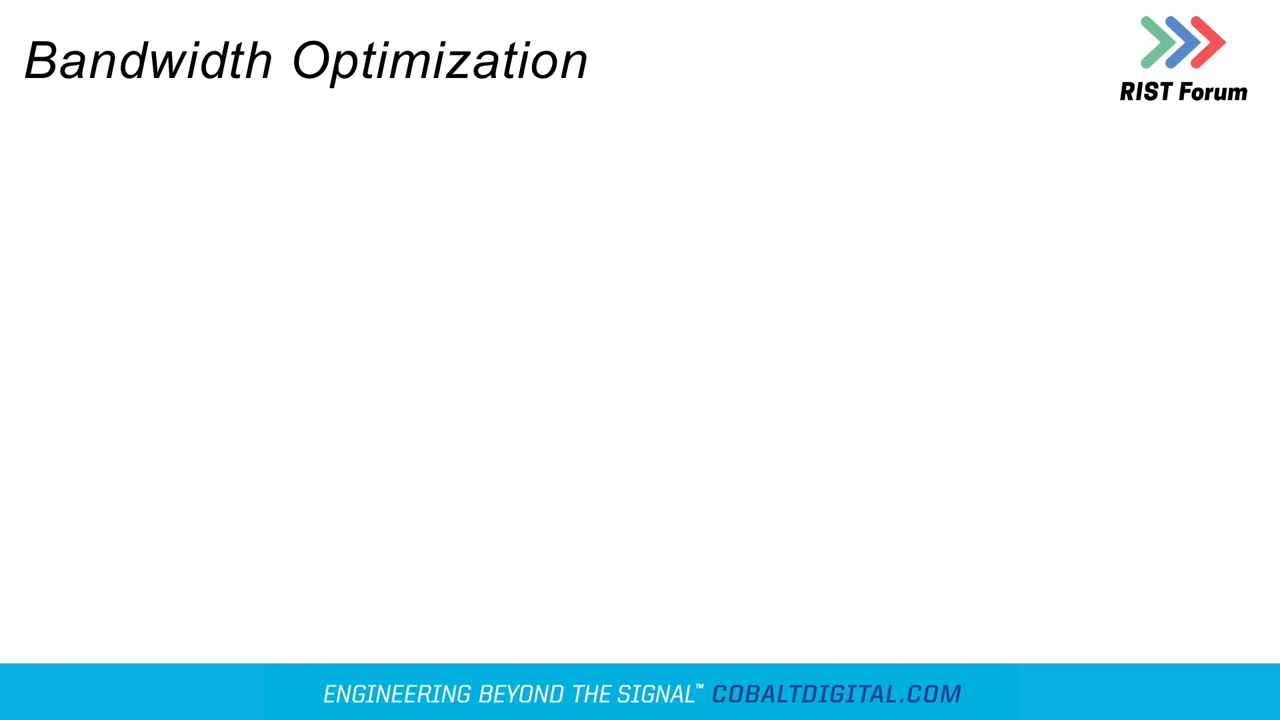 Bandwidth Optimization
RIST Forum
ENGINEERING BEYOND THE SIGNAL™ COBALTDIGITAL.COM